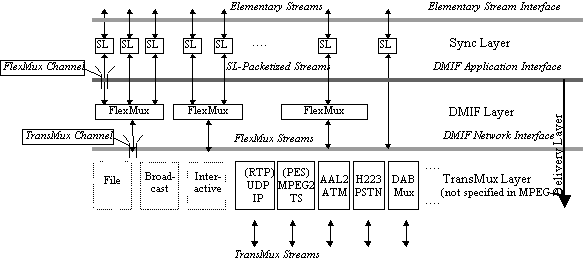 Elementary Streams
Elementary Stream Interface
SL SL SL SL SL .... SL SL
Sync Layer
FlexMux Channel
SL-Packetized Streams
DMIF Application Interface
FlexMux FlexMux FlexMux
DMIF Layer
TransMux Channel
FlexMux Streams
DMIF Network Interface
Delivery Layer
File
Broad-
cast
Inter-
active
(RTP)
UDP
IP
(PES)
MPEG2
TS
AAL2
ATM
H223
PSTN
DAB
Mux
....
....
TransMux Layer
(not specified in MPEG-4)
TransMux Streams